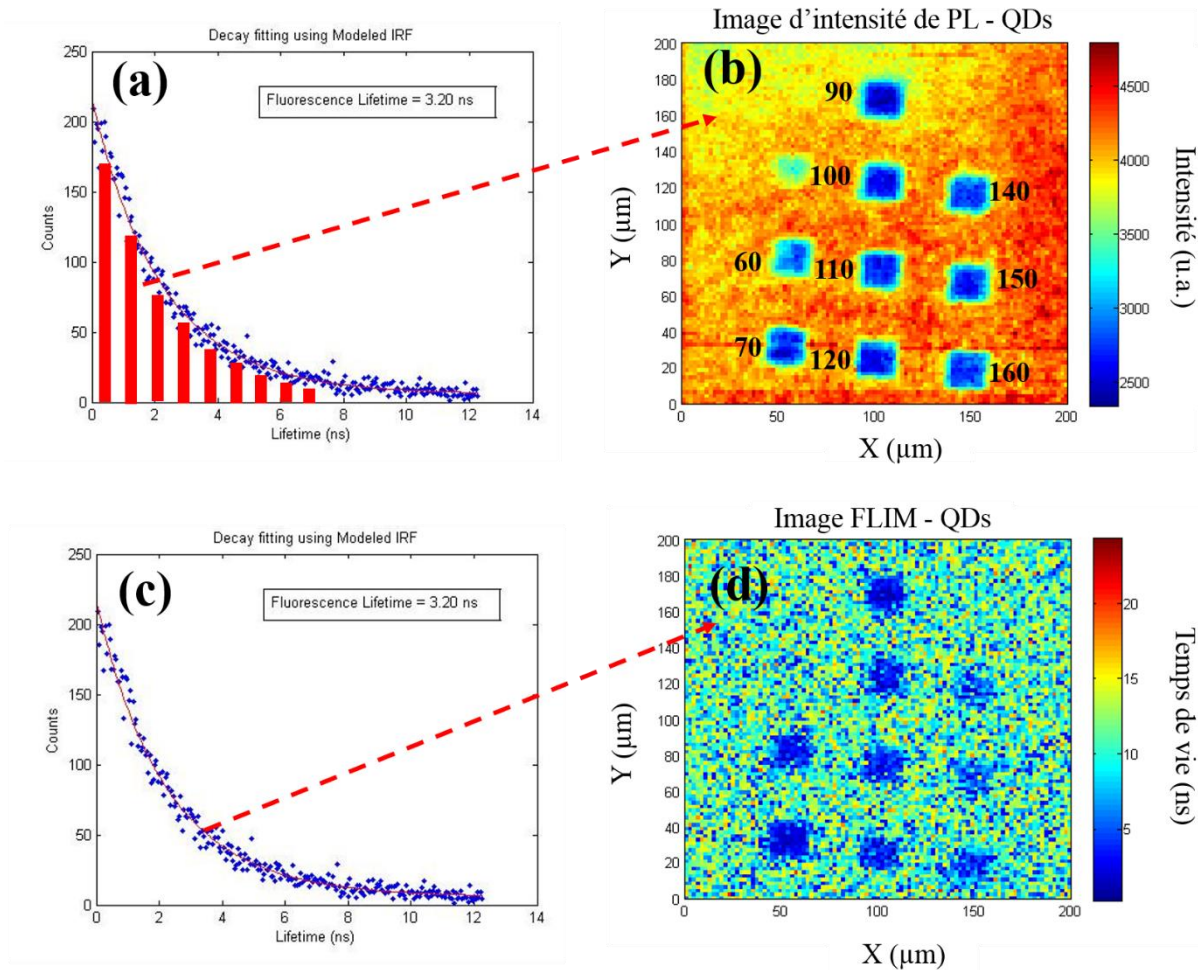 Decay fitting using Modeled IRF
(a)
Fluorescence Lifetime = 3.20 ns
Counts
250
200
150
100
50
0
0 2 4 6 8 10 12 14
Lifetime (ns)
Image d’intensité de PL - QDs
(b)
Y (µm)
200
180
160
140
120
100
80
60
40
20
0
90
100
140
60
110
150
70
120
160
0 50 100 150 200
X (µm)
4500
4000
3500
3000
2500
Intensité (u.a.)
Decay fitting using Modeled IRF
(c)
Fluorescence Lifetime = 3.20 ns
Counts
250
200
150
100
50
0
0 2 4 6 8 10 12 14
Lifetime (ns)
Image FLIM - QDs
(d)
Y (µm)
200
180
160
140
120
100
80
60
40
20
0
0 50 100 150 200
X (µm)
20
15
10
5
Temps de vie (ns)